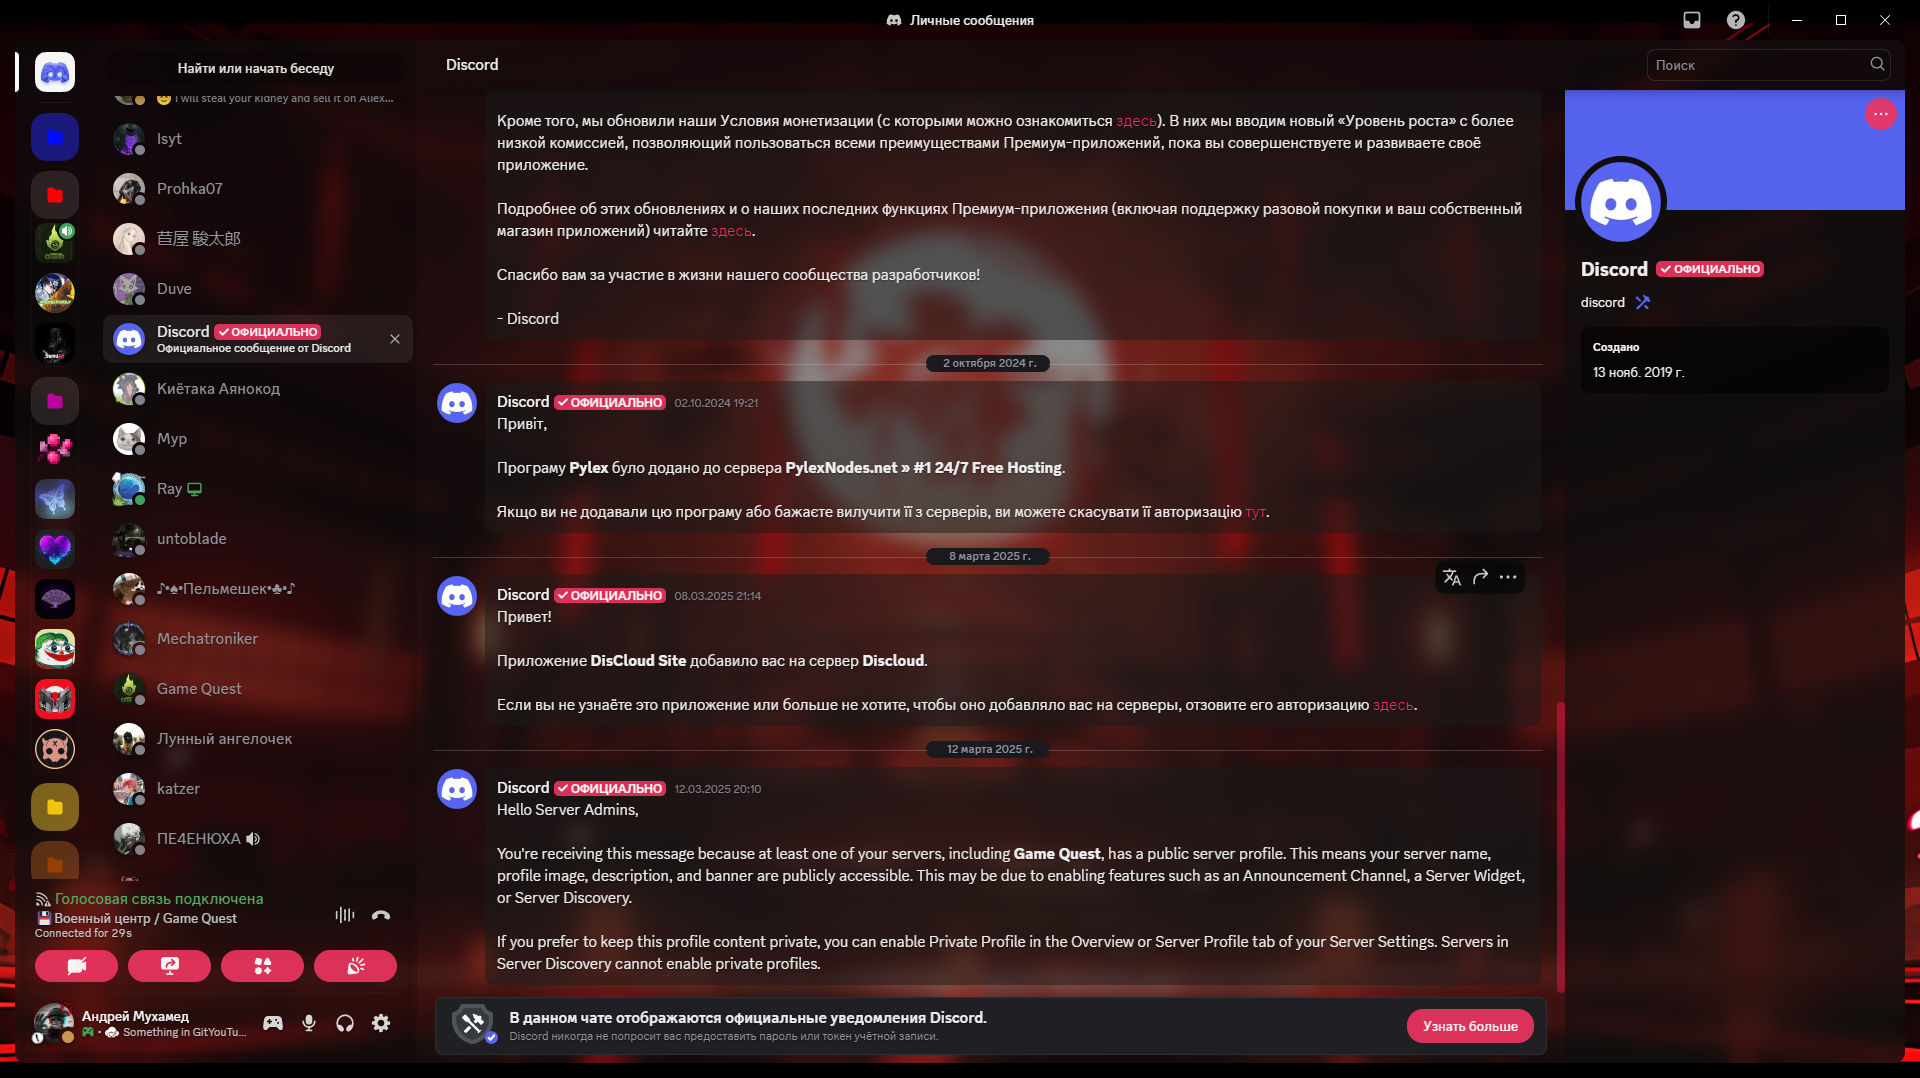 Личные сообщения
Найти или начать беседу
I will steal your kidney and sell it on Aliex...
Isyt
Prohka07
苣屋 駿太郎
Duve
Discord ОФИЦИАЛЬНО
Официальное сообщение от Discord
Киётака Аянокод
Мур
Ray
untoblade
♪•♠•Пельмешек•♣•♪
Mechatroniker
Game Quest
Лунный ангелочек
katzer
ПЕ4ЕНЮХА
Голосовая связь подключена
Военный центр / Game Quest
Connected for 29s
Андрей Мухамед
- Something in GitYouTu...
Discord
Кроме того, мы обновили наши Условия монетизации (с которыми можно ознакомиться здесь). В них мы вводим новый «Уровень роста» с более
низкой комиссией, позволяющий пользоваться всеми преимуществами Премиум-приложений, пока вы совершенствуете и развиваете своё
приложение.
Подробнее об этих обновлениях и о наших последних функциях Премиум-приложения (включая поддержку разовой покупки и ваш собственный
магазин приложений) читайте здесь.
Спасибо вам за участие в жизни нашего сообщества разработчиков!
- Discord
2 октября 2024 г.
Discord ОФИЦИАЛЬНО 02.10.2024 19:21
Привіт,
Програму Pylex було додано до сервера PylexNodes.net » #1 24/7 Free Hosting.
Якщо ви не додавали цю програму або бажаєте вилучити її з серверів, ви можете скасувати її авторизацію тут.
8 марта 2025 г.
Discord ОФИЦИАЛЬНО 08.03.2025 21:14
Привет!
Приложение DisCloud Site добавило вас на сервер Discloud.
Если вы не узнаёте это приложение или больше не хотите, чтобы оно добавляло вас на серверы, отзовите его авторизацию здесь.
12 марта 2025 г.
Discord ОФИЦИАЛЬНО 12.03.2025 20:10
Hello Server Admins,
You're receiving this message because at least one of your servers, including Game Quest, has a public server profile. This means your server name,
profile image, description, and banner are publicly accessible. This may be due to enabling features such as an Announcement Channel, a Server Widget,
or Server Discovery.
If you prefer to keep this profile content private, you can enable Private Profile in the Overview or Server Profile tab of your Server Settings. Servers in
Server Discovery cannot enable private profiles.
В данном чате отображаются официальные уведомления Discord.
Discord никогда не попросит вас предоставить пароль или токен учётной записи.
Узнать больше
Поиск
Discord ОФИЦИАЛЬНО
discord
Создано
13 нояб. 2019 г.